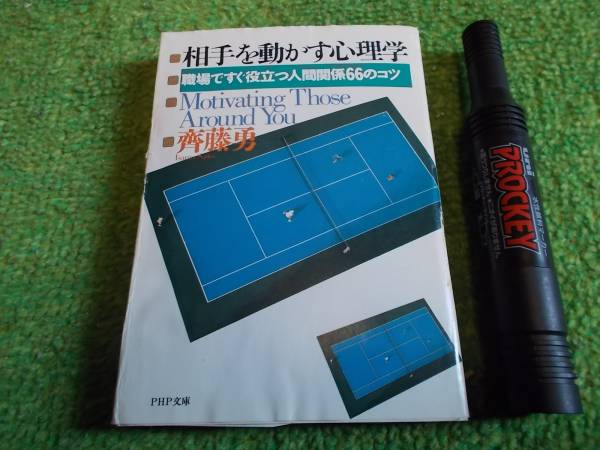 相手を動かす心理学
職場ですぐ役立つ人間関係66のコツ
Motivating Those
Around You
齊藤勇
PHP文庫
PROCKEY